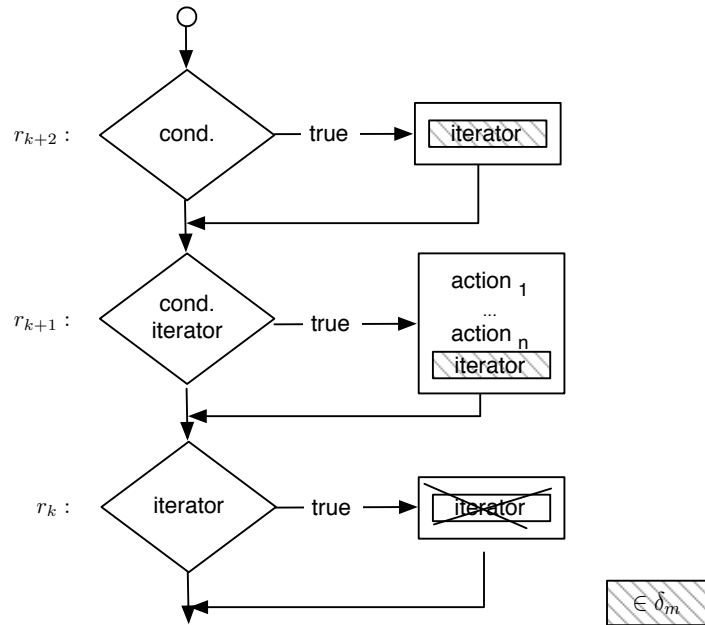 r_{k+2} :
cond.
true
iterator
r_{k+1} :
cond.
iterator
true
action 1
...
action n
iterator
r_k :
iterator
true
iterator
∈ δ_m